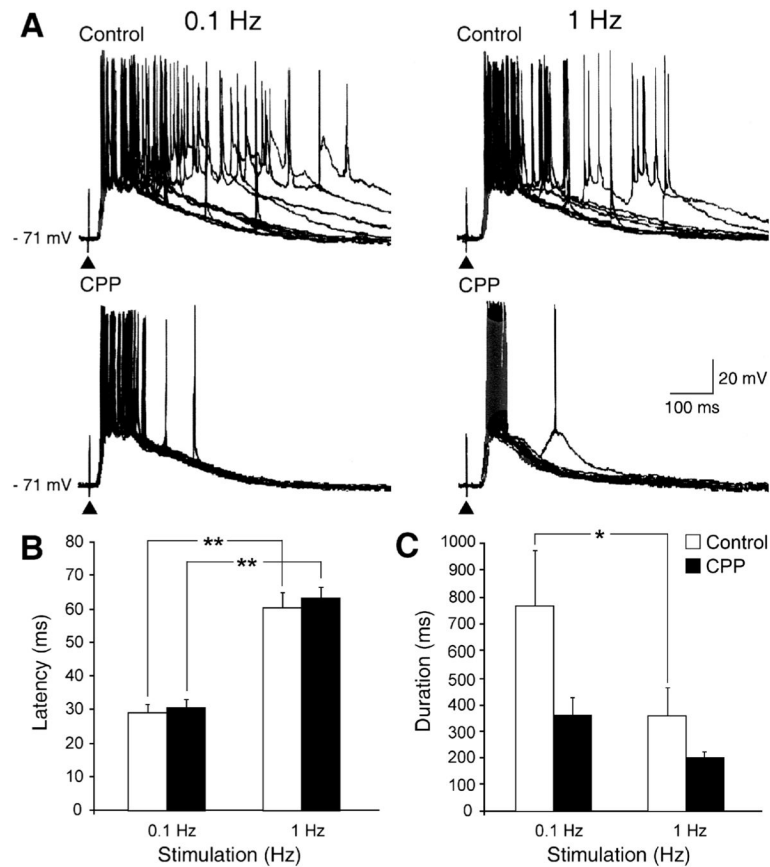 A
0.1 Hz
1 Hz
Control
Control
- 71 mV
CPP
CPP
20 mV
100 ms
- 71 mV
B
80
70
60
50
40
30
20
10
0
Latency (ms)
**
**
0.1 Hz
1 Hz
Stimulation (Hz)
C
1000
900
800
700
600
500
400
300
200
100
0
Duration (ms)
*
Control
CPP
0.1 Hz
1 Hz
Stimulation (Hz)